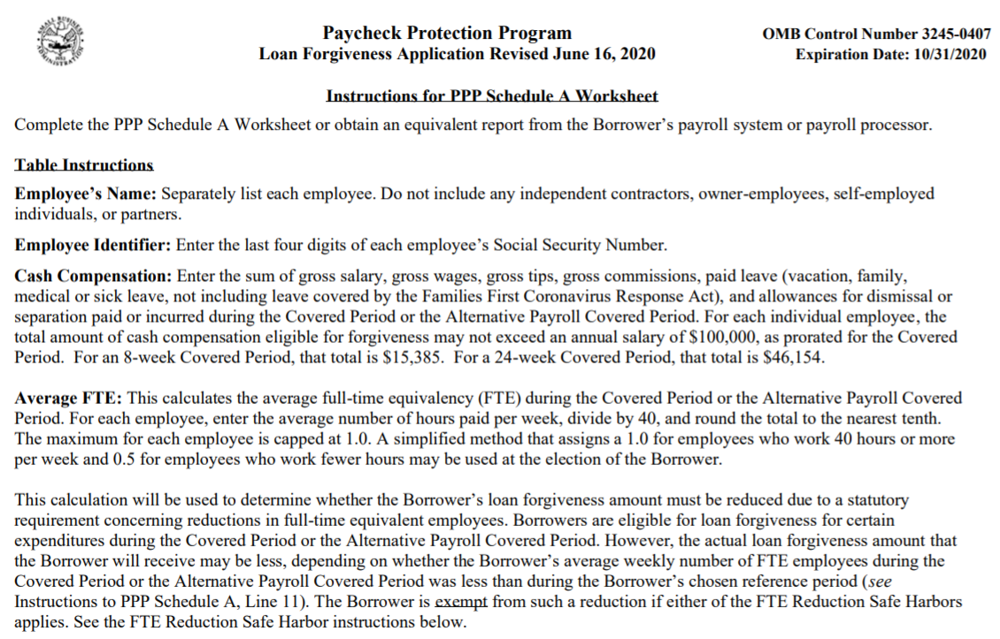 Paycheck Protection Program
OMB Control Number 3245-0407
Loan Forgiveness Application Revised June 16, 2020
Expiration Date: 10/31/2020
Instructions for PPP Schedule A Worksheet
Complete the PPP Schedule A Worksheet or obtain an equivalent report from the Borrower's payroll system or payroll processor.
Table Instructions
Employee's Name: Separately list each employee. Do not include any independent contractors, owner-employees, self-employed
individuals, or partners.
Employee Identifier: Enter the last four digits of each employee's Social Security Number.
Cash Compensation: Enter the sum of gross salary, gross wages, gross tips, gross commissions, paid leave (vacation, family,
medical or sick leave, not including leave covered by the Families First Coronavirus Response Act), and allowances for dismissal or
separation paid or incurred during the Covered Period or the Alternative Payroll Covered Period. For each individual employee, the
total amount of cash compensation eligible for forgiveness may not exceed an annual salary of $100,000, as prorated for the Covered
Period. For an 8-week Covered Period, that total is $15,385. For a 24-week Covered Period, that total is $46,154.
Average FTE: This calculates the average full-time equivalency (FTE) during the Covered Period or the Alternative Payroll Covered
Period. For each employee, enter the average number of hours paid per week, divide by 40, and round the total to the nearest tenth.
The maximum for each employee is capped at 1.0. A simplified method that assigns a 1.0 for employees who work 40 hours or more
per week and 0.5 for employees who work fewer hours may be used at the election of the Borrower.
This calculation will be used to determine whether the Borrower's loan forgiveness amount must be reduced due to a statutory
requirement concerning reductions in full-time equivalent employees. Borrowers are eligible for loan forgiveness for certain
expenditures during the Covered Period or the Alternative Payroll Covered Period. However, the actual loan forgiveness amount that
the Borrower will receive may be less, depending on whether the Borrower's average weekly number of FTE employees during the
Covered Period or the Alternative Payroll Covered Period was less than during the Borrower's chosen reference period (see
Instructions to PPP Schedule A, Line 11). The Borrower is exempt from such a reduction if either of the FTE Reduction Safe Harbors
applies. See the FTE Reduction Safe Harbor instructions below.